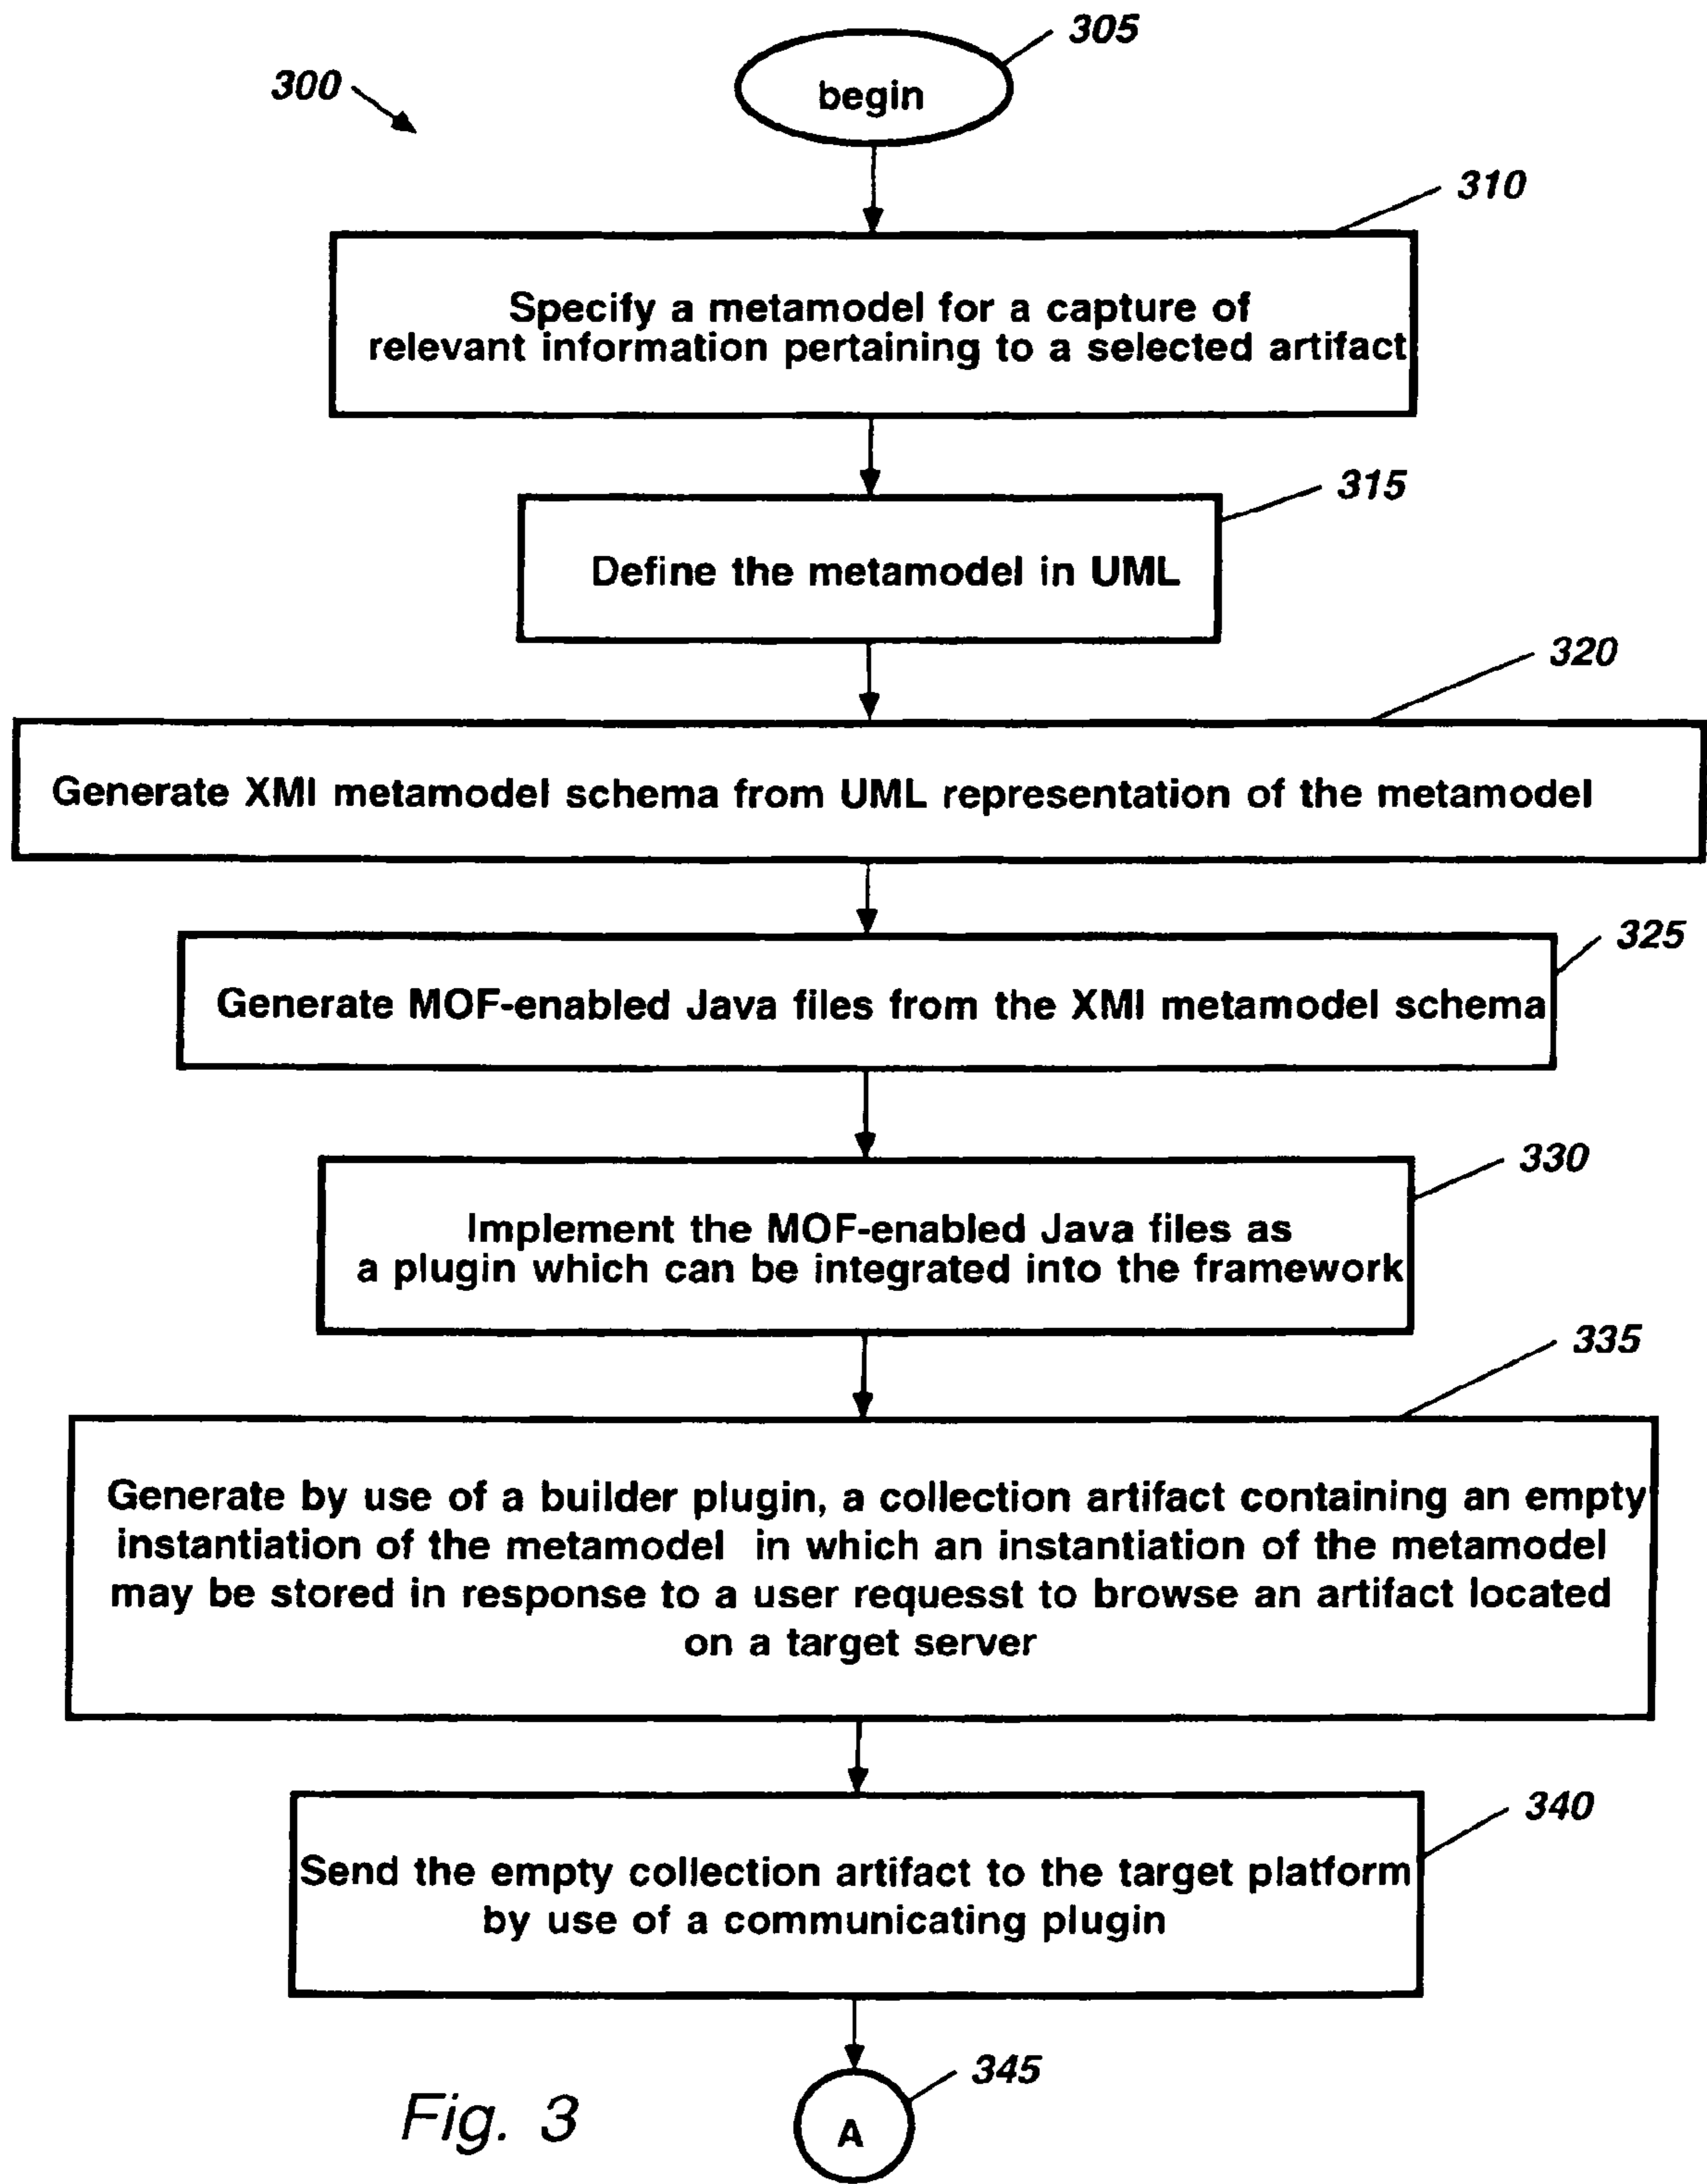 305
300
begin
310
Specify a metamodel for a capture of
relevant information pertaining to a selected artifact
315
Define the metamodel in UML
320
Generate XMI metamodel schema from UML representation of the metamodel
325
Generate MOF-enabled Java files from the XMI metamodel schema
330
Implement the MOF-enabled Java files as
a plugin which can be integrated into the framework
335
Generate by use of a builder plugin, a collection artifact containing an empty
instantiation of the metamodel in which an instantiation of the metamodel
may be stored in response to a user requesst to browse an artifact located
on a target server
340
Send the empty collection artifact to the target platform
by use of a communicating plugin
345
A
Fig. 3